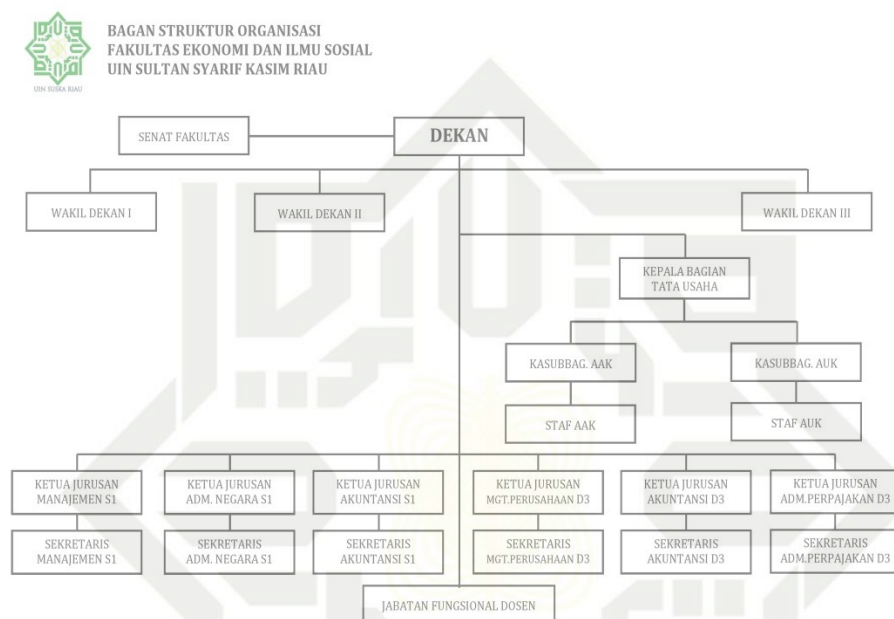 BAGAN STRUKTUR ORGANISASI
FAKULTAS EKONOMI DAN ILMU SOSIAL
UIN SULTAN SYARIF KASIM RIAU
UIN SUSKA RIAU
SENAT FAKULTAS
DEKAN
WAKIL DEKAN I
WAKIL DEKAN II
WAKIL DEKAN III
KEPALA BAGIAN
TATA USAHA
KASUBBAG. AAK
KASUBBAG. AUK
STAF AAK
STAF AUK
KETUA JURUSAN
MANAJEMEN S1
KETUA JURUSAN
ADM. NEGARA S1
KETUA JURUSAN
AKUNTANSI S1
KETUA JURUSAN
MGT.PERUSAHAAN D3
KETUA JURUSAN
AKUNTANSI D3
KETUA JURUSAN
ADM.PERPAJAKAN D3
SEKRETARIS
MANAJEMEN S1
SEKRETARIS
ADM. NEGARA S1
SEKRETARIS
AKUNTANSI S1
SEKRETARIS
MGT.PERUSAHAAN D3
SEKRETARIS
AKUNTANSI D3
SEKRETARIS
ADM.PERPAJAKAN D3
JABATAN FUNGSIONAL DOSEN